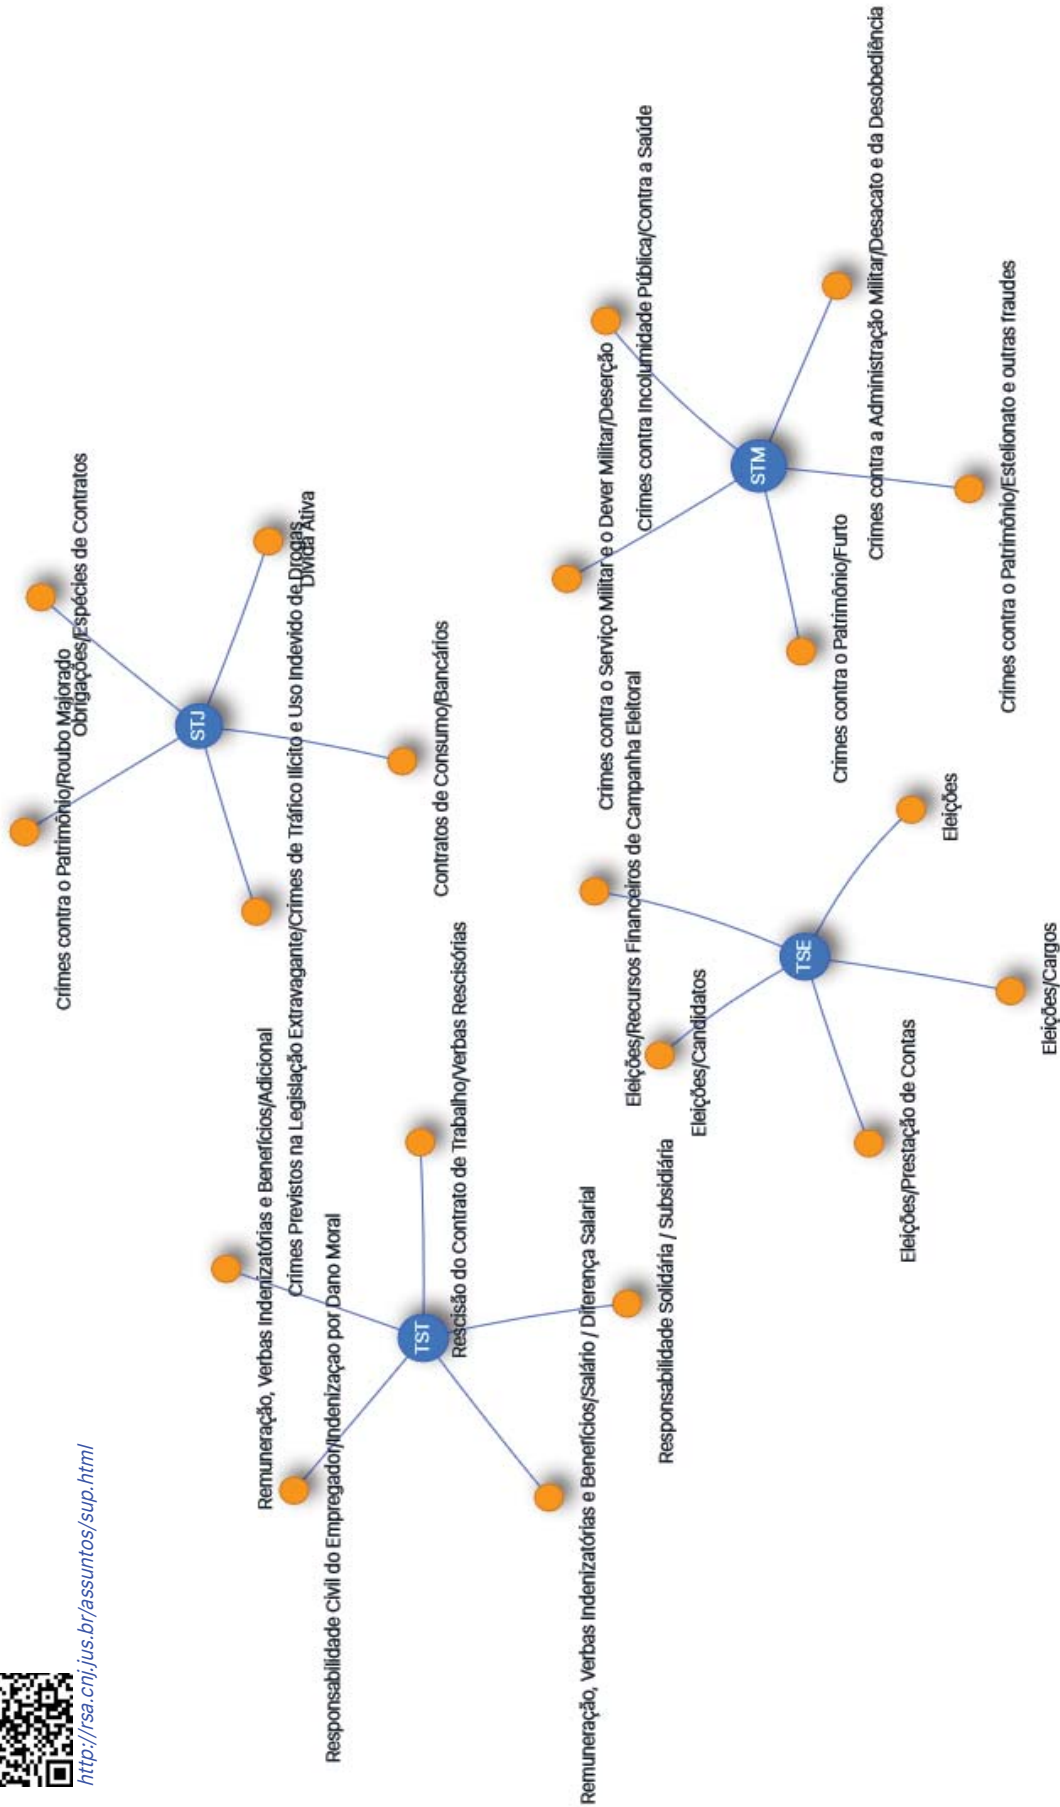 http://rsa.cnj.jus.br/assuntos/sup.html
Crimes contra o Patrimônio/Roubo Majorado
Obrigações/Espécies de Contratos
STJ
Crimes Previstos na Legislação Extravagante/Crimes de Tráfico Ilícito e Uso Indevido de Drogas
Dívida Ativa
Contratos de Consumo/Bancários
Remuneração, Verbas Indenizatórias e Benefícios/Adicional
Responsabilidade Civil do Empregador/Indenização por Dano Moral
TST
Rescisão do Contrato de Trabalho/Verbas Rescisórias
Remuneração, Verbas Indenizatórias e Benefícios/Salário / Diferença Salarial
Responsabilidade Solidária / Subsidiária
Crimes contra o Serviço Militar e o Dever Militar/Deserção
Crimes contra Incolumidade Pública/Contra a Saúde
STM
Crimes contra o Patrimônio/Furto
Crimes contra a Administração Militar/Desacato e da Desobediência
Crimes contra o Patrimônio/Estelionato e outras fraudes
Eleições/Recursos Financeiros de Campanha Eleitoral
Eleições/Candidatos
TSE
Eleições/Prestação de Contas
Eleições
Eleições/Cargos